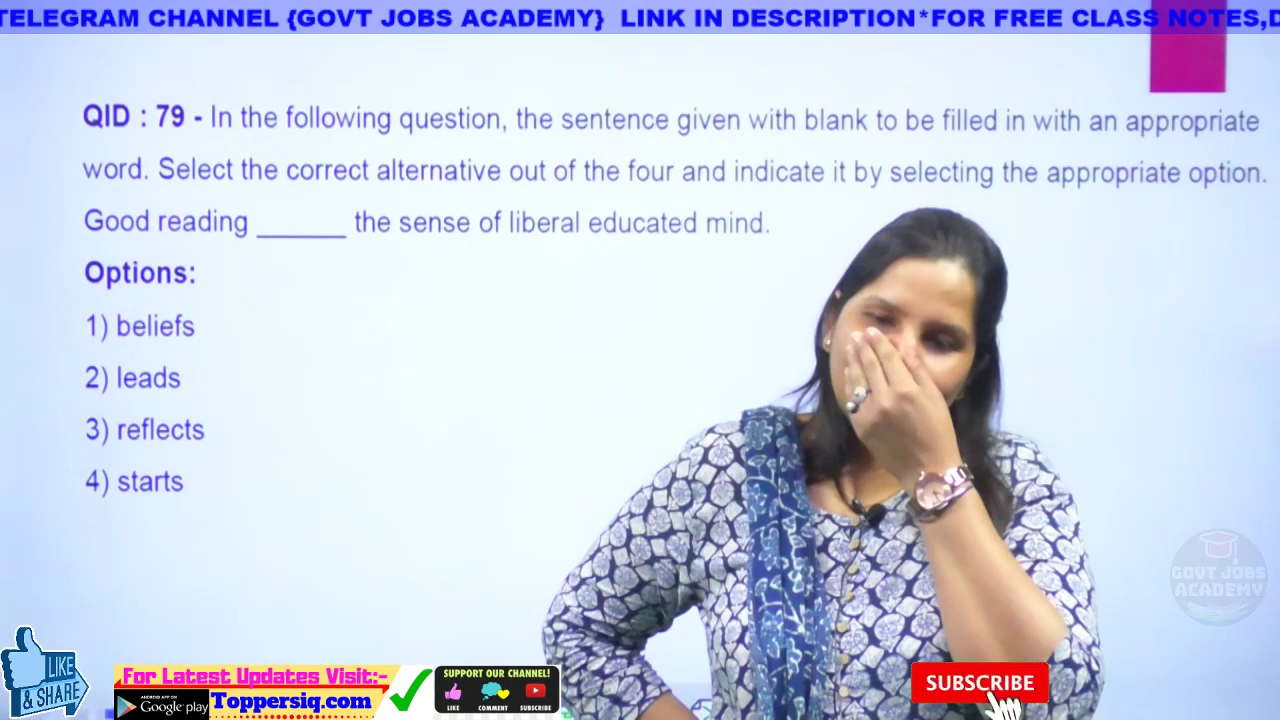 TELEGRAM CHANNEL {GOVT JOBS ACADEMY} LINK IN DESCRIPTION*FOR FREE CLASS NOTES,D
QID : 79 - In the following question, the sentence given with blank to be filled in with an appropriate
word. Select the correct alternative out of the four and indicate it by selecting the appropriate option.
Good reading ______ the sense of liberal educated mind.
Options:
1) beliefs
2) leads
3) reflects
4) starts
GOVT JOBS
ACADEMY
LIKE
& SHARE
For Latest Updates Visit:-
ANDROID APP ON
Google play
Toppersiq.com
SUPPORT OUR CHANNEL!
LIKE COMMENT SUBSCRIBE
SUBSCRIBE